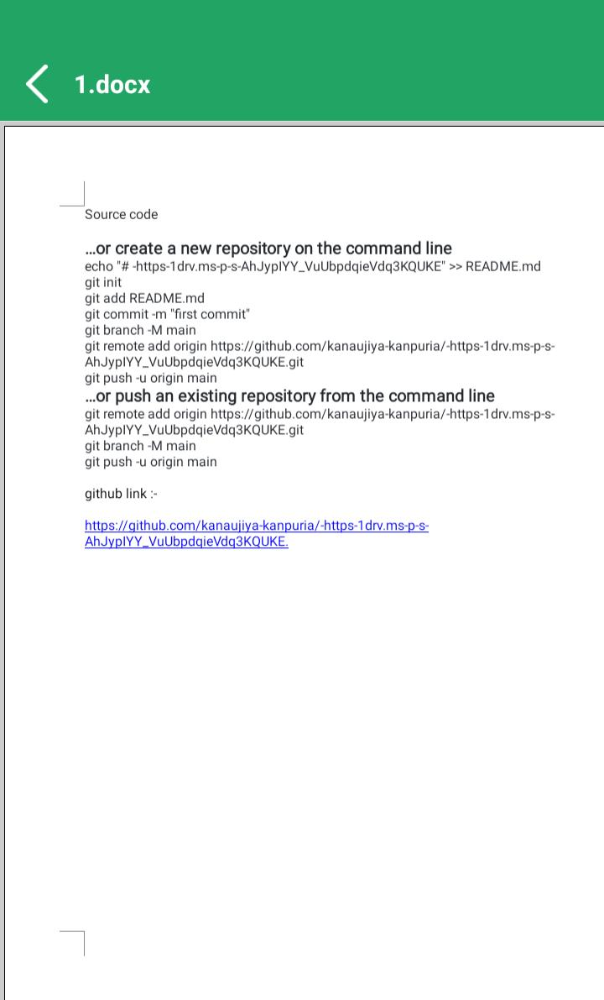 1.docx
Source code
...or create a new repository on the command line
echo "# -https-1drv.ms-p-s-AhJypIYY_VuUbpdqieVdq3KQUKE" >> README.md
git init
git add README.md
git commit -m "first commit"
git branch -M main
git remote add origin https://github.com/kanaujiya-kanpuria/-https-1drv.ms-p-s-
AhJypIYY_VuUbpdqieVdq3KQUKE.git
git push -u origin main
...or push an existing repository from the command line
git remote add origin https://github.com/kanaujiya-kanpuria/-https-1drv.ms-p-s-
AhJypIYY_VuUbpdqieVdq3KQUKE.git
git branch -M main
git push -u origin main
github link :-
https://github.com/kanaujiya-kanpuria/-https-1drv.ms-p-s-
AhJypIYY_VuUbpdqieVdq3KQUKE.